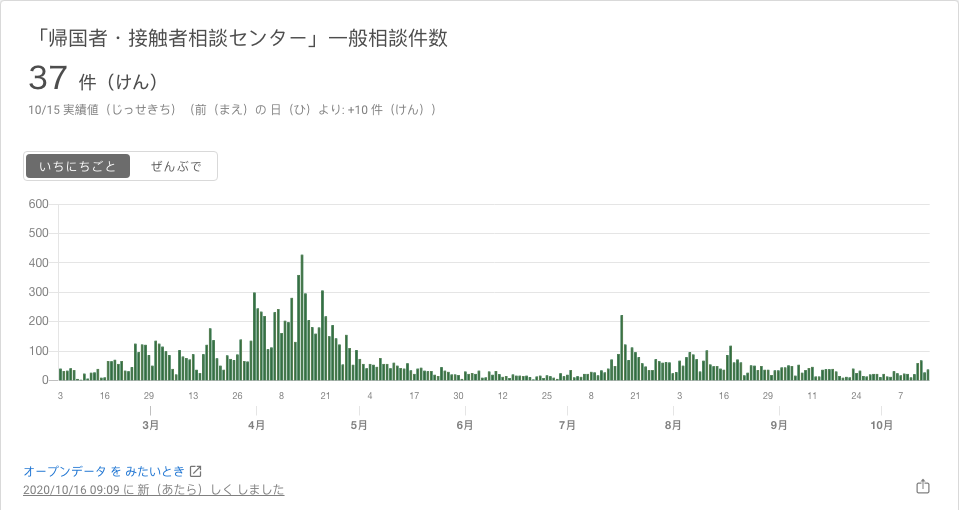 「帰国者・接触者相談センター」一般相談件数
37 件（けん）
10/15 実績値（じっせきち）（前（まえ）の 日（ひ）より: +10 件（けん））
いちにちごと ぜんぶで
600
500
400
300
200
100
0
3 16 29 13 26 8 21 4 17 30 12 25 8 21 3 16 29 11 24 7
3月 4月 5月 6月 7月 8月 9月 10月
オープンデータ を みたいとき
2020/10/16 09:09 に 新（あたら）しく しました